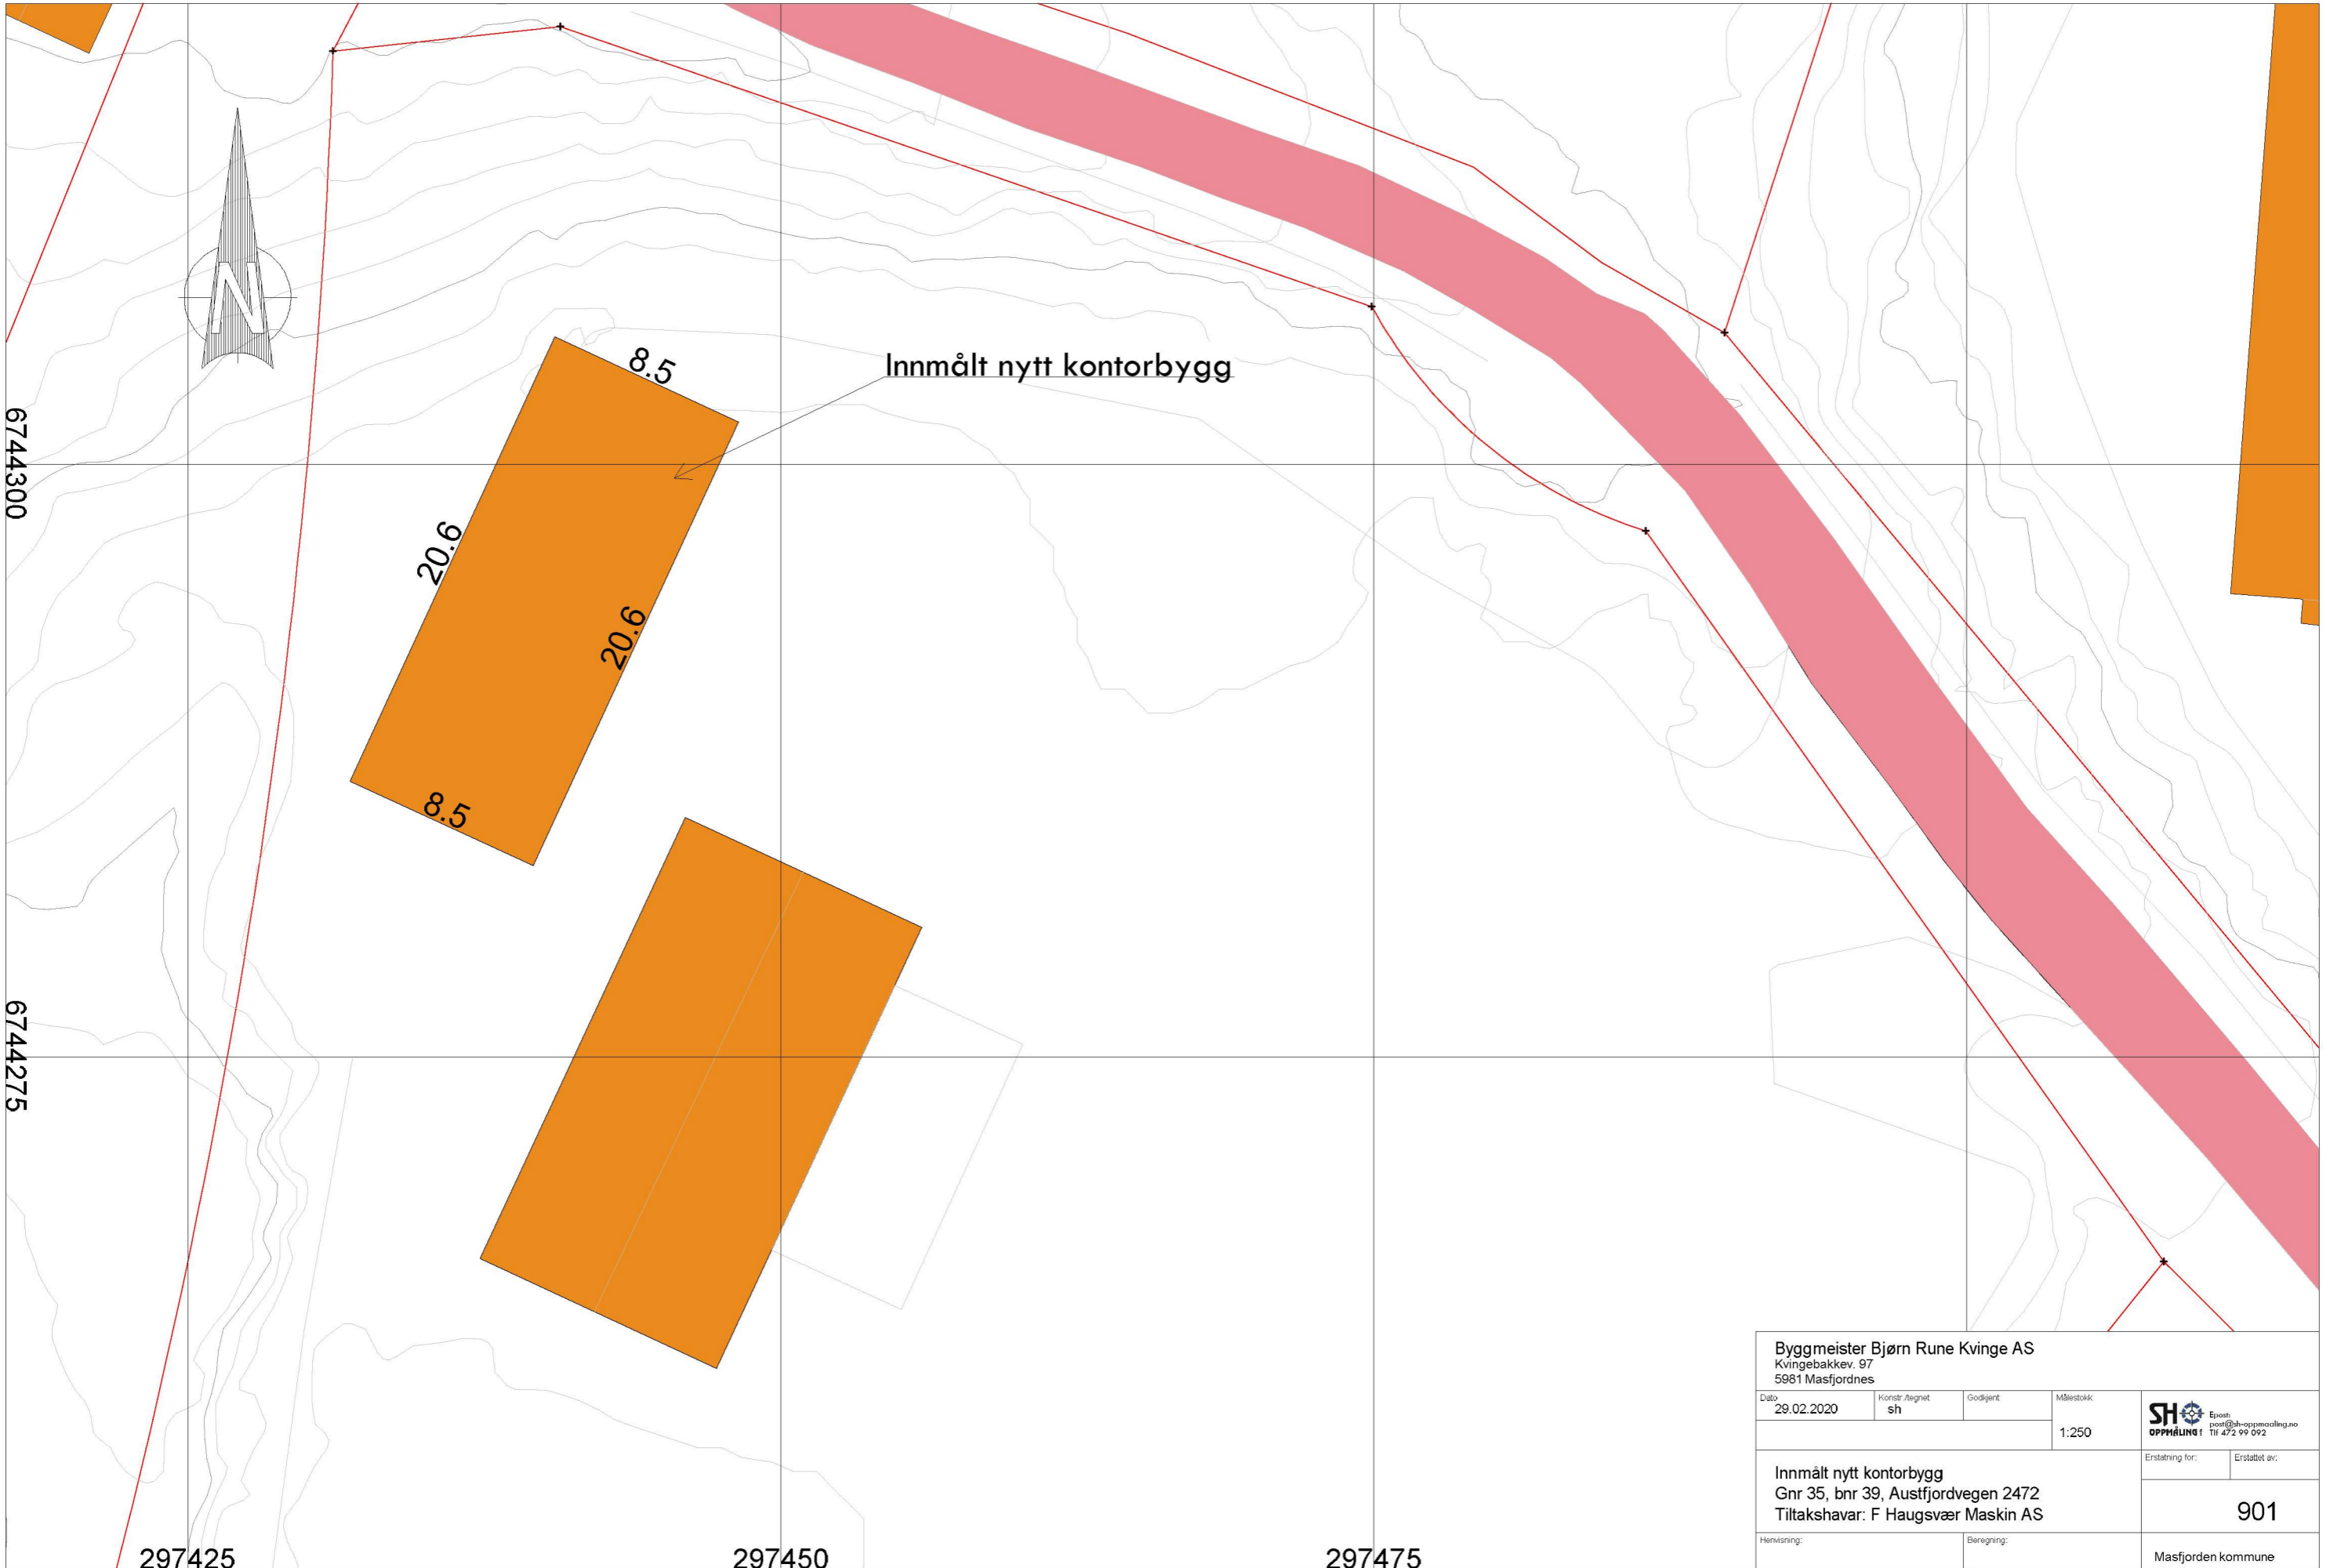 N
8.5
Innmålt nytt kontorbygg
6744300
20.6
20.6
8.5
6744275
297425
297450
297475
Byggmeister Bjørn Rune Kvinge AS
Kvingebakkev. 97
5981 Masfjordnes
Dato
29.02.2020
Konstr./tegnet
sh
Godkjent
Målestokk
1:250
SH
OPPMÅLING
Epost:
post@sh-oppmaaling.no
Tlf 472 99 092
Innmålt nytt kontorbygg
Gnr 35, bnr 39, Austfjordvegen 2472
Tiltakshavar: F Haugsvær Maskin AS
Erstatning for:
Erstattet av:
901
Henvisning:
Beregning:
Masfjorden kommune